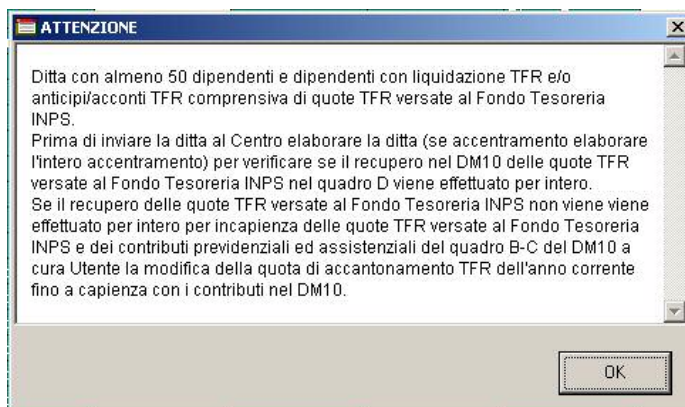 ATTENZIONE
Ditta con almeno 50 dipendenti e dipendenti con liquidazione TFR e/o
anticipi/acconti TFR comprensiva di quote TFR versate al Fondo Tesoreria
INPS.
Prima di inviare la ditta al Centro elaborare la ditta (se accentramento elaborare
l'intero accentramento) per verificare se il recupero nel DM10 delle quote TFR
versate al Fondo Tesoreria INPS nel quadro D viene effettuato per intero.
Se il recupero delle quote TFR versate al Fondo Tesoreria INPS non viene viene
effettuato per intero per incapienza delle quote TFR versate al Fondo Tesoreria
INPS e dei contributi previdenziali ed assistenziali del quadro B-C del DM10 a
cura Utente la modifica della quota di accantonamento TFR dell'anno corrente
fino a capienza con i contributi nel DM10.
OK